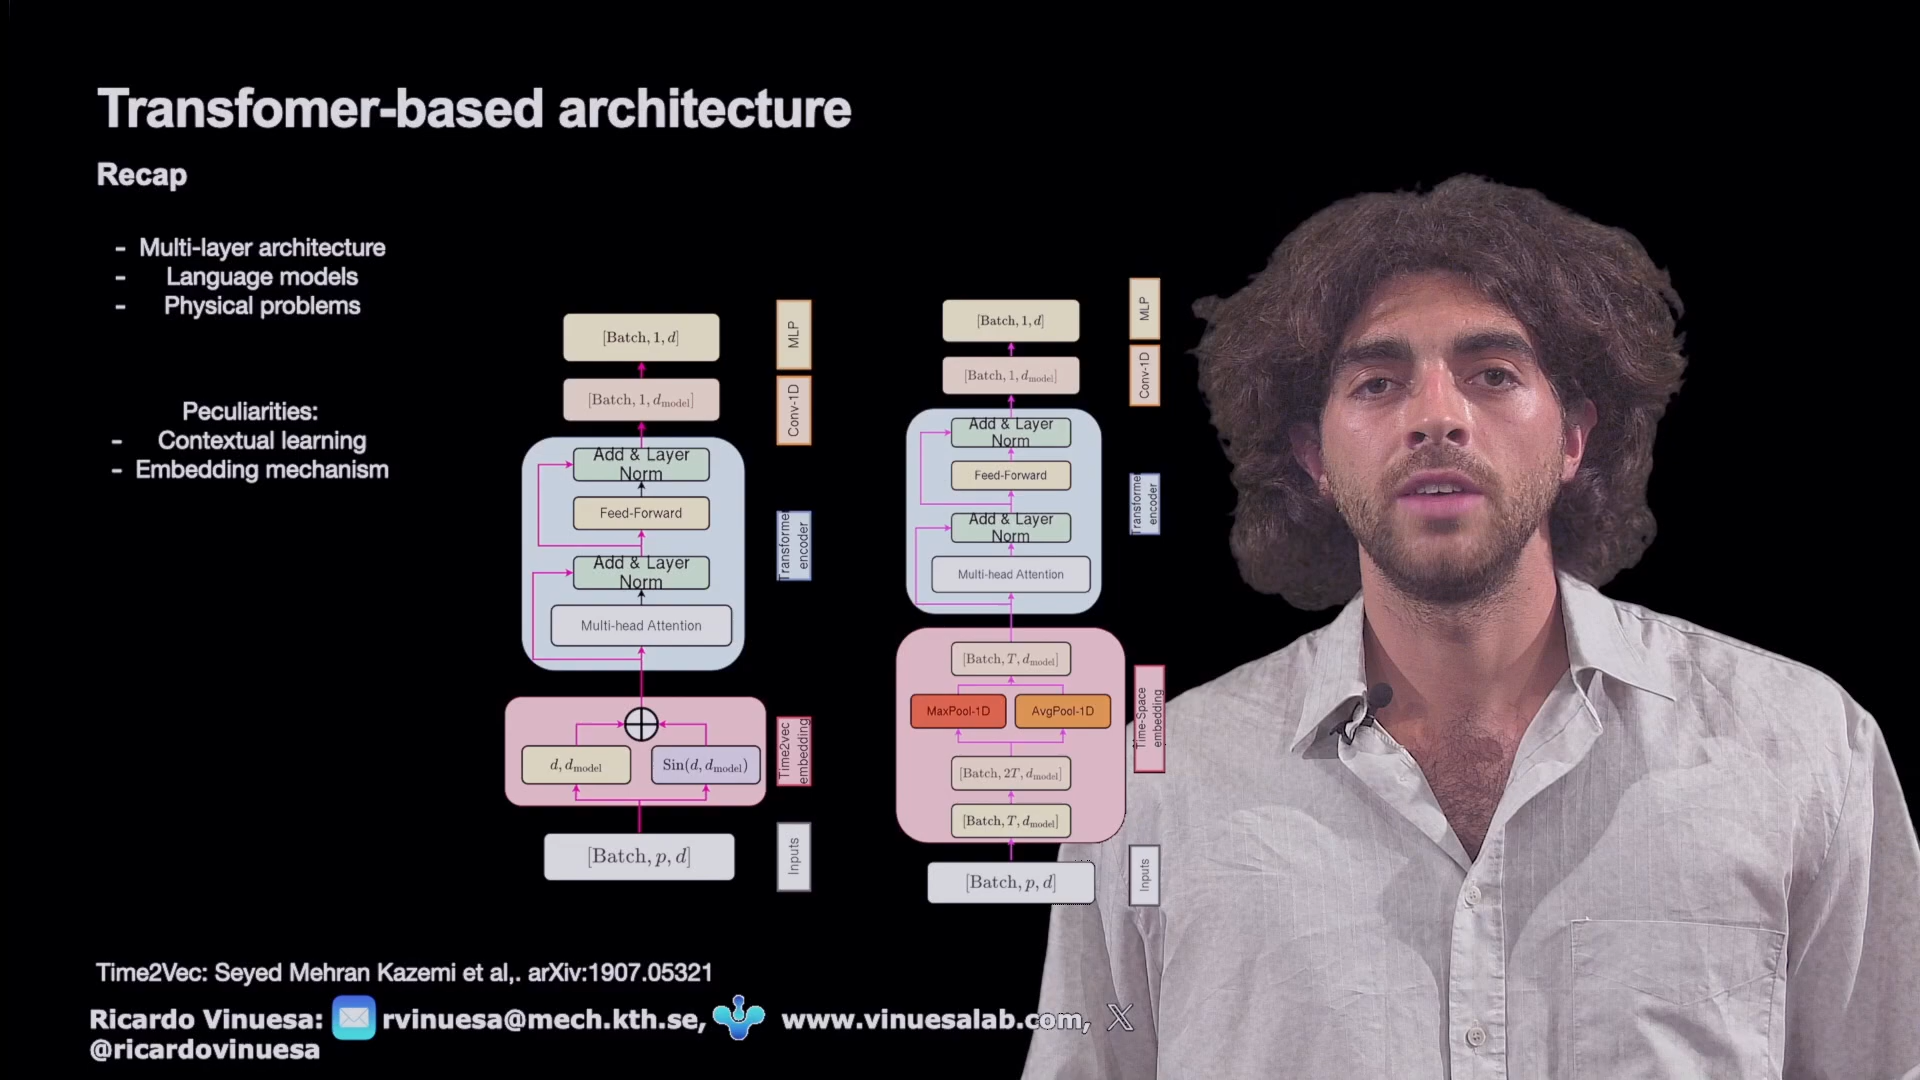 Transfomer-based architecture
Recap
- Multi-layer architecture
- Language models
- Physical problems
Peculiarities:
- Contextual learning
- Embedding mechanism
[Batch, 1, d]
MLP
[Batch, 1, d_model]
Conv-1D
Add & Layer
Norm
Feed-Forward
Add & Layer
Norm
Multi-head Attention
Transformer
encoder
d, d_model
Sin(d, d_model)
Time2vec
embedding
[Batch, p, d]
Inputs
[Batch, 1, d]
MLP
[Batch, 1, d_model]
Conv-1D
Add & Layer
Norm
Feed-Forward
Add & Layer
Norm
Multi-head Attention
Transformer
encoder
[Batch, T, d_model]
MaxPool-1D
AvgPool-1D
Time-Space
embedding
[Batch, 2T, d_model]
[Batch, T, d_model]
[Batch, p, d]
Inputs
Time2Vec: Seyed Mehran Kazemi et al,. arXiv:1907.05321
Ricardo Vinuesa: rvinuesa@mech.kth.se, www.vinuesalab.com, X
@ricardovinuesa